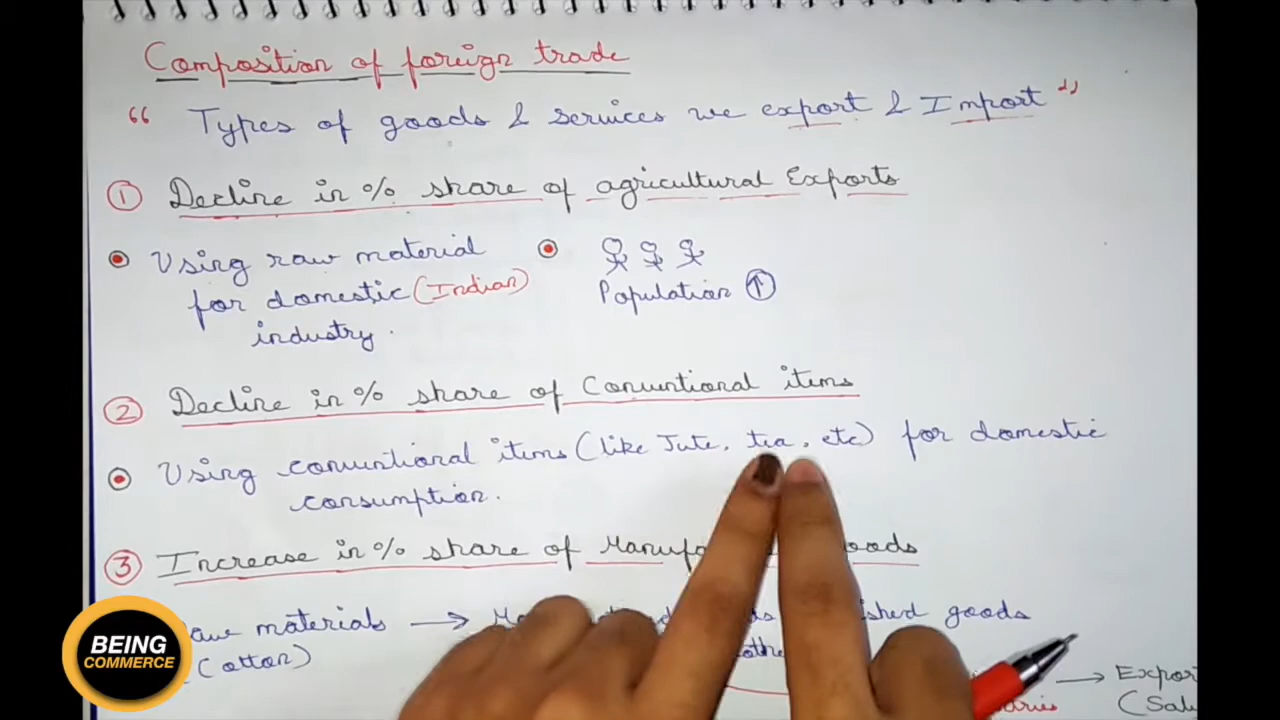 Composition of foreign trade
“ Types of goods & services we export & Import ”
① Decline in % share of agricultural Exports
Using raw material
for domestic (Indian)
industry.
Population ↑
② Decline in % share of Conventional items
Using conventional items (like Jute, tea, etc) for domestic
consumption.
③ Increase in % share of
materials →
goods
(Cotton)
→ Export
BEING
COMMERCE